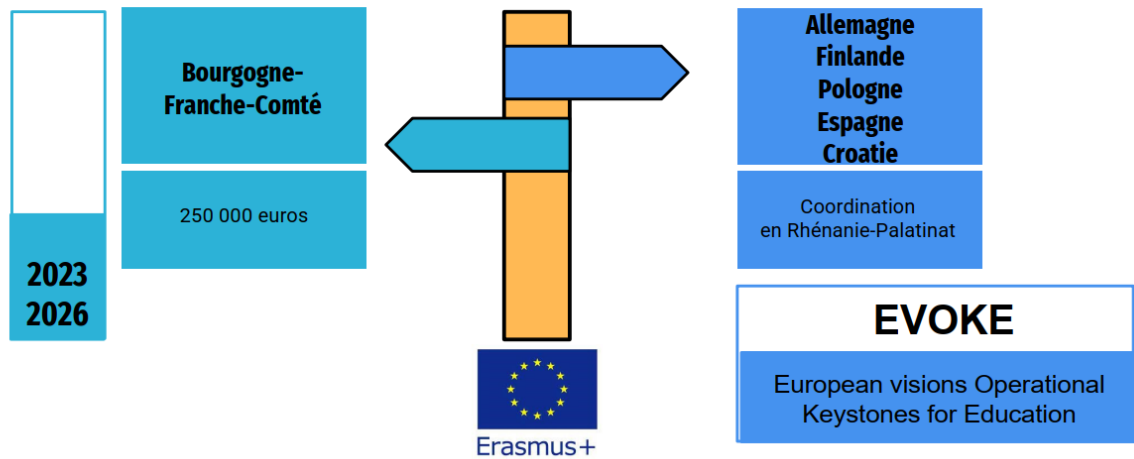 2023
2026
Bourgogne-
Franche-Comté
250 000 euros
Erasmus+
Allemagne
Finlande
Pologne
Espagne
Croatie
Coordination
en Rhénanie-Palatinat
EVOKE
European visions Operational
Keystones for Education